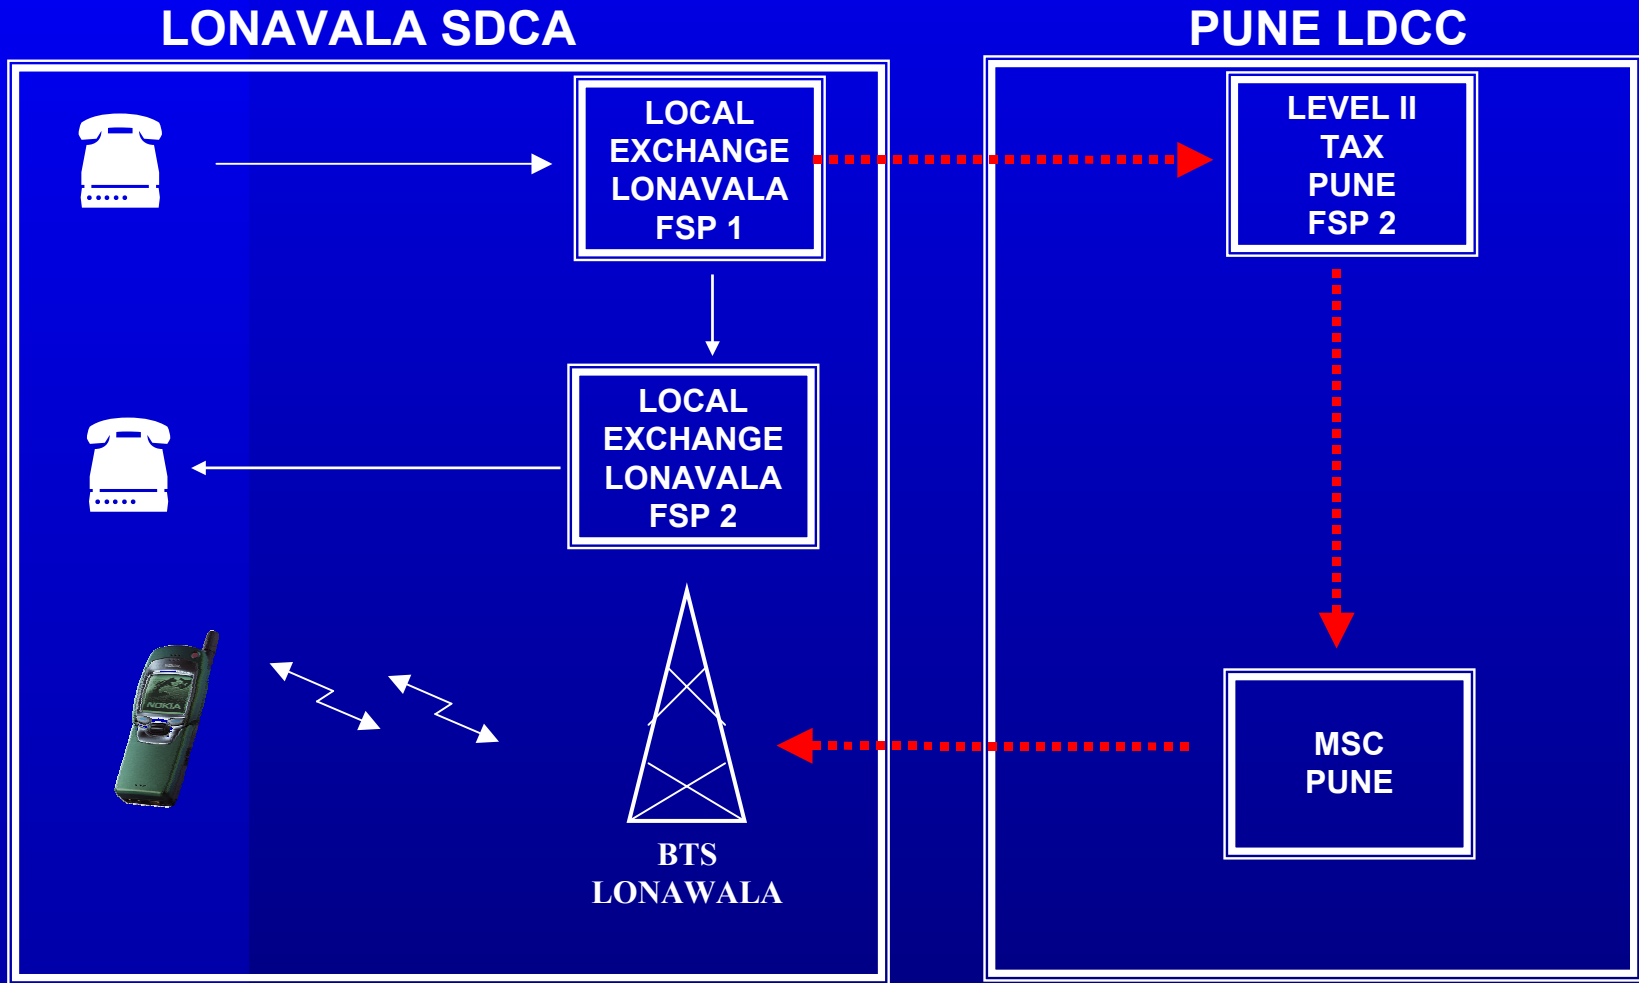 LONAVALA SDCA
PUNE LDCC
LOCAL
EXCHANGE
LONAVALA
FSP 1
LEVEL II
TAX
PUNE
FSP 2
LOCAL
EXCHANGE
LONAVALA
FSP 2
NOKIA
BTS
LONAWALA
MSC
PUNE